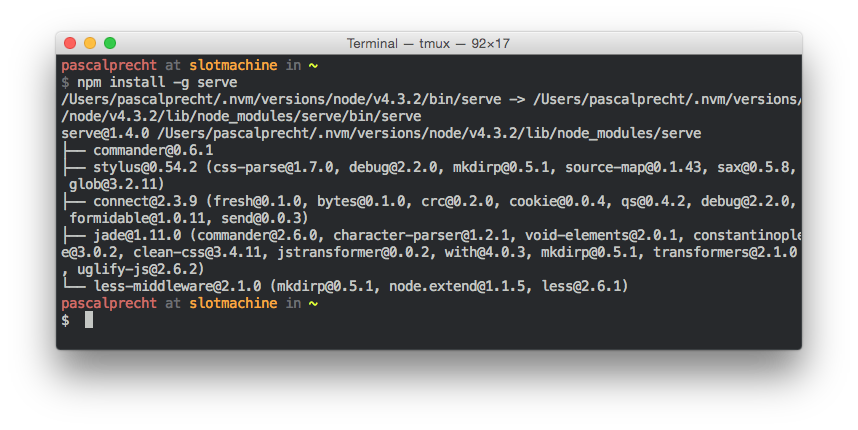 Terminal — tmux — 92×17
pascalprecht at slotmachine in ~
$ npm install -g serve
/Users/pascalprecht/.nvm/versions/node/v4.3.2/bin/serve -> /Users/pascalprecht/.nvm/versions/
/node/v4.3.2/lib/node_modules/serve/bin/serve
serve@1.4.0 /Users/pascalprecht/.nvm/versions/node/v4.3.2/lib/node_modules/serve
├── commander@0.6.1
├── stylus@0.54.2 (css-parse@1.7.0, debug@2.2.0, mkdirp@0.5.1, source-map@0.1.43, sax@0.5.8,
 glob@3.2.11)
├── connect@2.3.9 (fresh@0.1.0, bytes@0.1.0, crc@0.2.0, cookie@0.0.4, qs@0.4.2, debug@2.2.0,
 formidable@1.0.11, send@0.0.3)
├── jade@1.11.0 (commander@2.6.0, character-parser@1.2.1, void-elements@2.0.1, constantinople
e@3.0.2, clean-css@3.4.11, jstransformer@0.0.2, with@4.0.3, mkdirp@0.5.1, transformers@2.1.0
, uglify-js@2.6.2)
└── less-middleware@2.1.0 (mkdirp@0.5.1, node.extend@1.1.5, less@2.6.1)
pascalprecht at slotmachine in ~
$